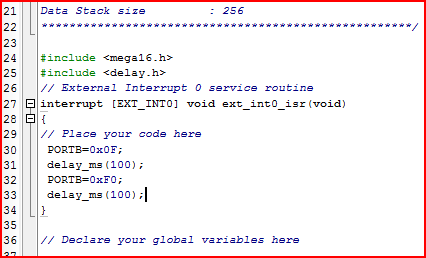 21 Data Stack size : 256
22 *****************************************************/
23
24 #include <mega16.h>
25 #include <delay.h>
26 // External Interrupt 0 service routine
27 interrupt [EXT_INT0] void ext_int0_isr(void)
28 {
29 // Place your code here
30 PORTB=0x0F;
31 delay_ms(100);
32 PORTB=0xF0;
33 delay_ms(100);
34 }
35
36 // Declare your global variables here
37